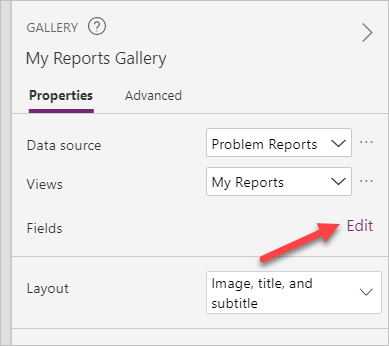 GALLERY ?
My Reports Gallery
Properties Advanced
Data source Problem Reports ...
Views My Reports ...
Fields Edit
Layout Image, title, and
subtitle